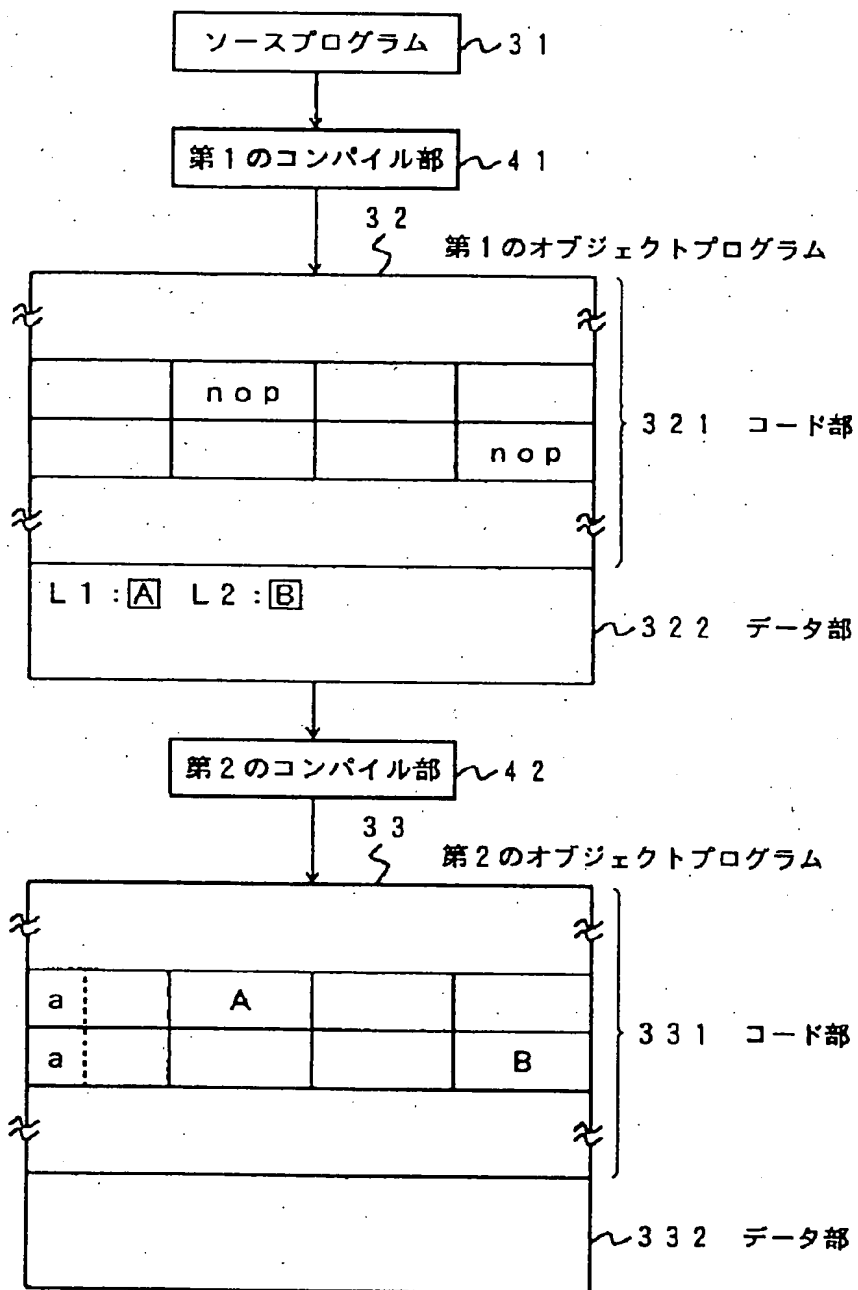 ソースプログラム 31
第1のコンパイル部 41
32
第1のオブジェクトプログラム
nop
321 コード部
nop
L1:A L2:B
322 データ部
第2のコンパイル部 42
33
第2のオブジェクトプログラム
a A
331 コード部
a B
332 データ部